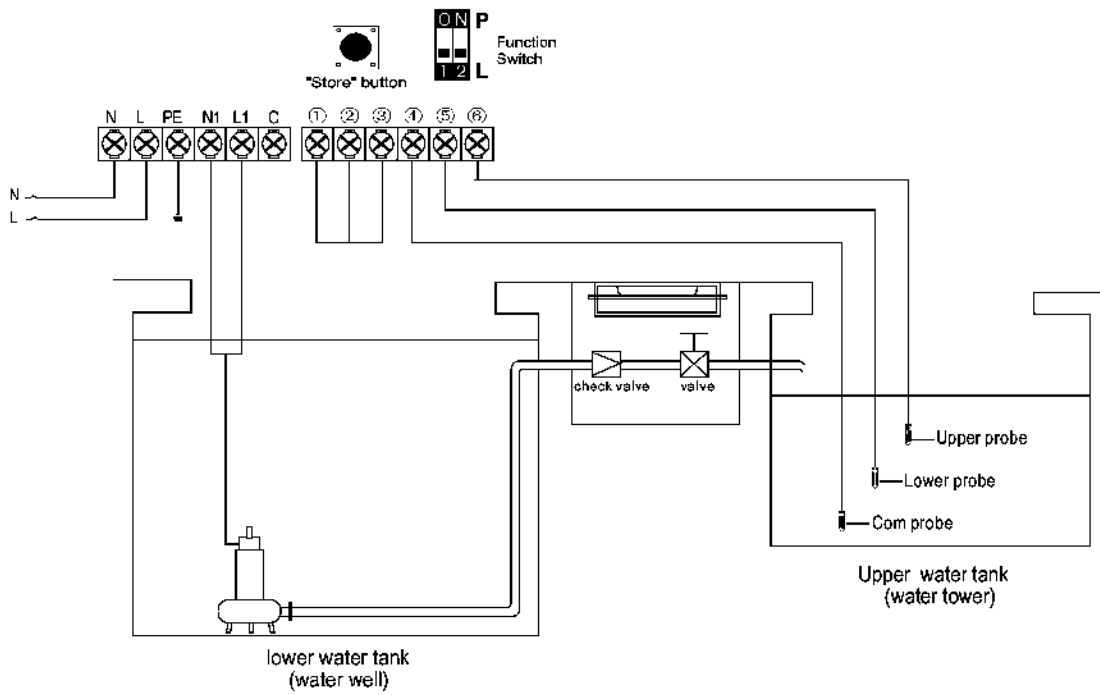 ON P
Function
Switch
1 2 L
"Store" button
N L PE N1 L1 C ① ② ③ ④ ⑤ ⑥
N
L
check valve
valve
Upper probe
Lower probe
Com probe
Upper water tank
(water tower)
lower water tank
(water well)